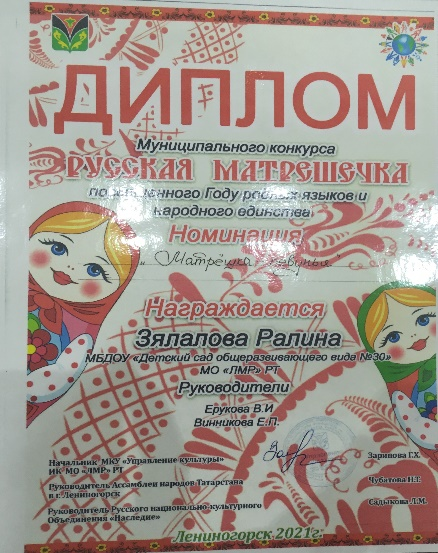 ДИПЛОМ
Муниципального конкурса
РУССКАЯ МАТРЕШЕЧКА
посвященного Году родных языков и
народного единства
Номинация
„Матрёшка
Награждается
Зялалова Ралина
МБДОУ «Детский сад общеразвивающего вида №30»
МО «ЛМР» РТ
Руководители
Ерукова В.И
Винникова Е.П.
Начальник МКУ «Управление культуры»
ИК МО «ЛМР» РТ
Зарипова Г.Х.
Руководитель Ассамблеи народов Татарстана
в г.Лениногорск
Чубатова Н.Г.
Руководитель Русского национально-культурного
Объединения «Наследие»
Садыкова Л.М.
Лениногорск 2021г.